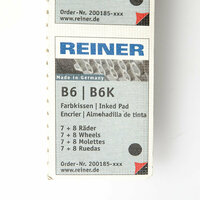 Order-Nr. 200185-xxx
www.reiner.de
REINER
Made in Germany
B6 | B6K
Farbkissen | Inked Pad
Encrier | Almohadilla de tinta
7 + 8 Räder
7 + 8 Wheels
7 + 8 Molettes
7 + 8 Ruedas
Order-Nr. 200185-xxx
www.reiner.de